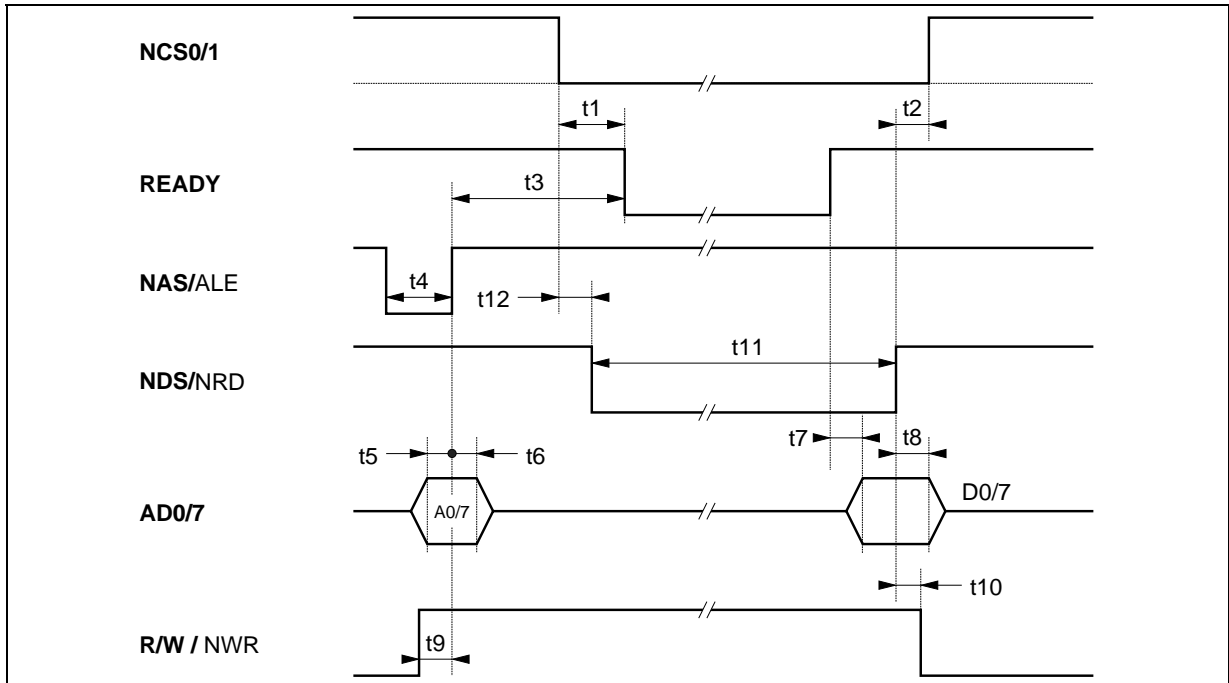 NCS0/1
t1
t2
READY
t3
NAS/ALE
t4
t12
NDS/NRD
t11
t7
t8
t5
t6
AD0/7
A0/7
D0/7
t10
R/W / NWR
t9